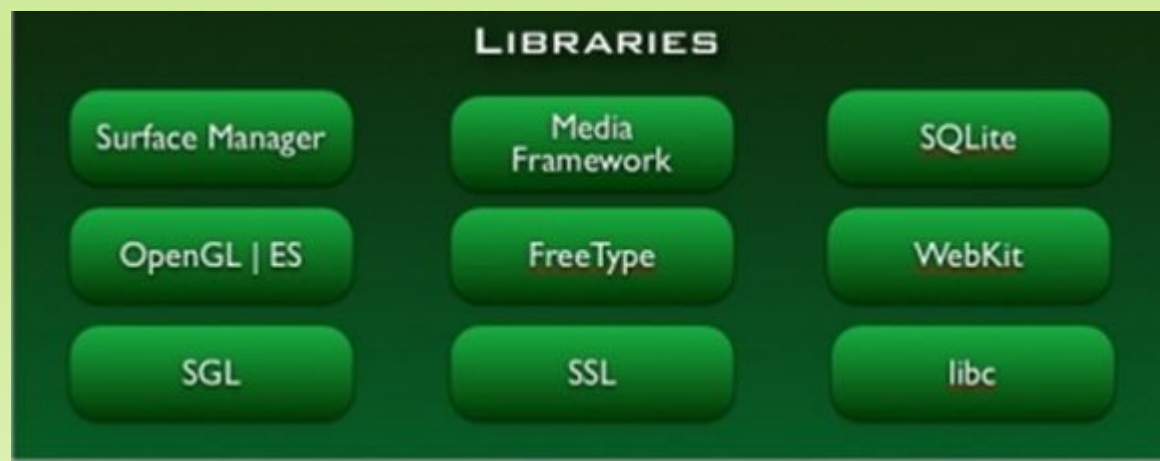 LIBRARIES
Surface Manager
Media
Framework
SQLite
OpenGL | ES
FreeType
WebKit
SGL
SSL
libc